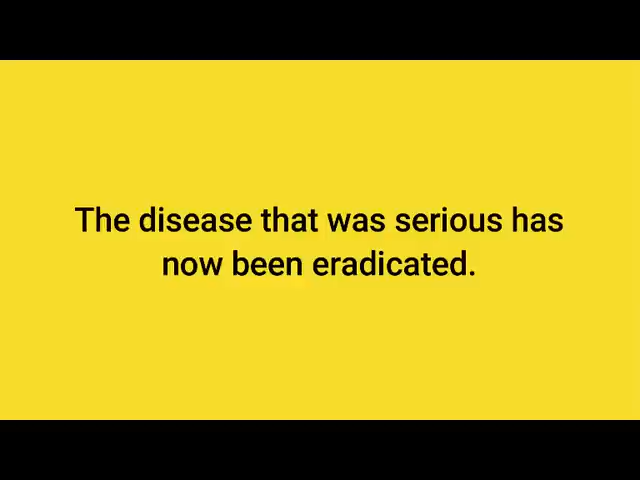 The disease that was serious has
now been eradicated.